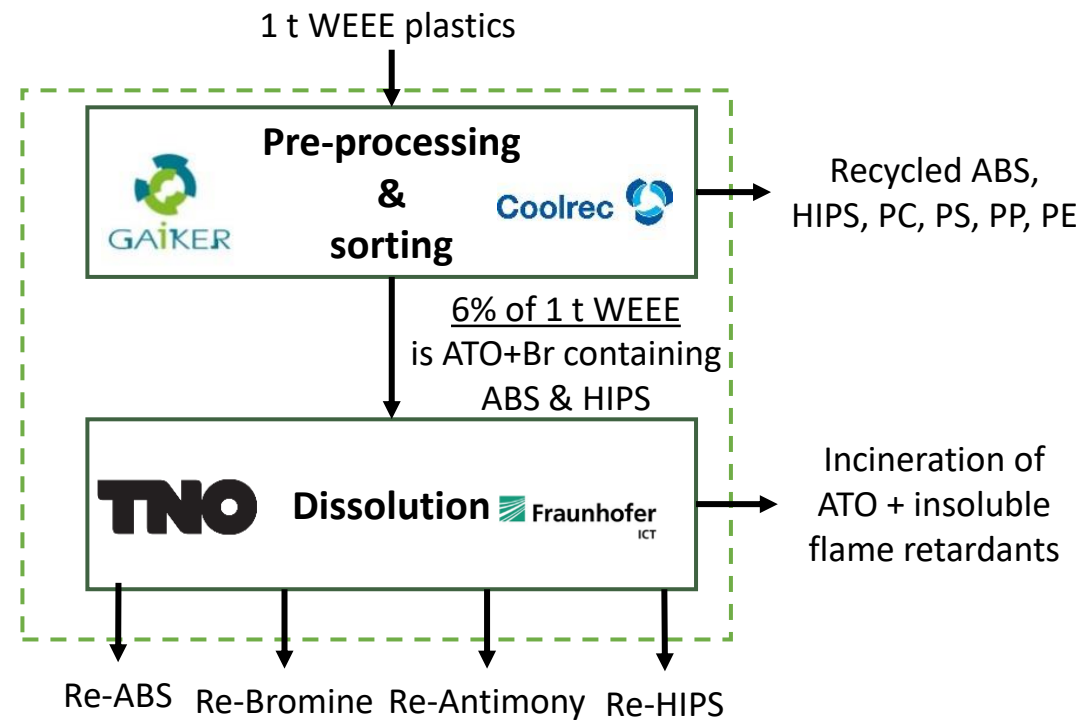 1 t WEEE plastics
Pre-processing
&
sorting
GAiKER
Coolrec
Recycled ABS,
HIPS, PC, PS, PP, PE
6% of 1 t WEEE
is ATO+Br containing
ABS & HIPS
TNO
Dissolution
Fraunhofer
ICT
Incineration of
ATO + insoluble
flame retardants
Re-ABS
Re-Bromine
Re-Antimony
Re-HIPS